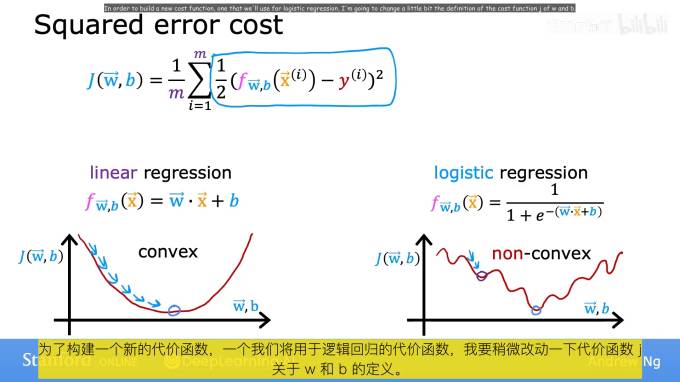 In order to build a new cost function, one that we'll use for logistic regression, I'm going to change a little bit the definition of the cost function j of w and b.
Squared error cost
bilibili
J(w⃗, b) = 1/m ∑_{i=1}^{m} 1/2 (f_{w⃗,b}(x⃗^{(i)}) − y^{(i)})²
linear regression
f_{w⃗,b}(x⃗) = w⃗ · x⃗ + b
J(w⃗, b)
convex
w⃗, b
logistic regression
f_{w⃗,b}(x⃗) = 1 / (1 + e^{−(w⃗·x⃗+b)})
J(w⃗, b)
non-convex
w⃗, b
为了构建一个新的代价函数，一个我们将用于逻辑回归的代价函数，我要稍微改动一下代价函数 j
关于 w 和 b 的定义。